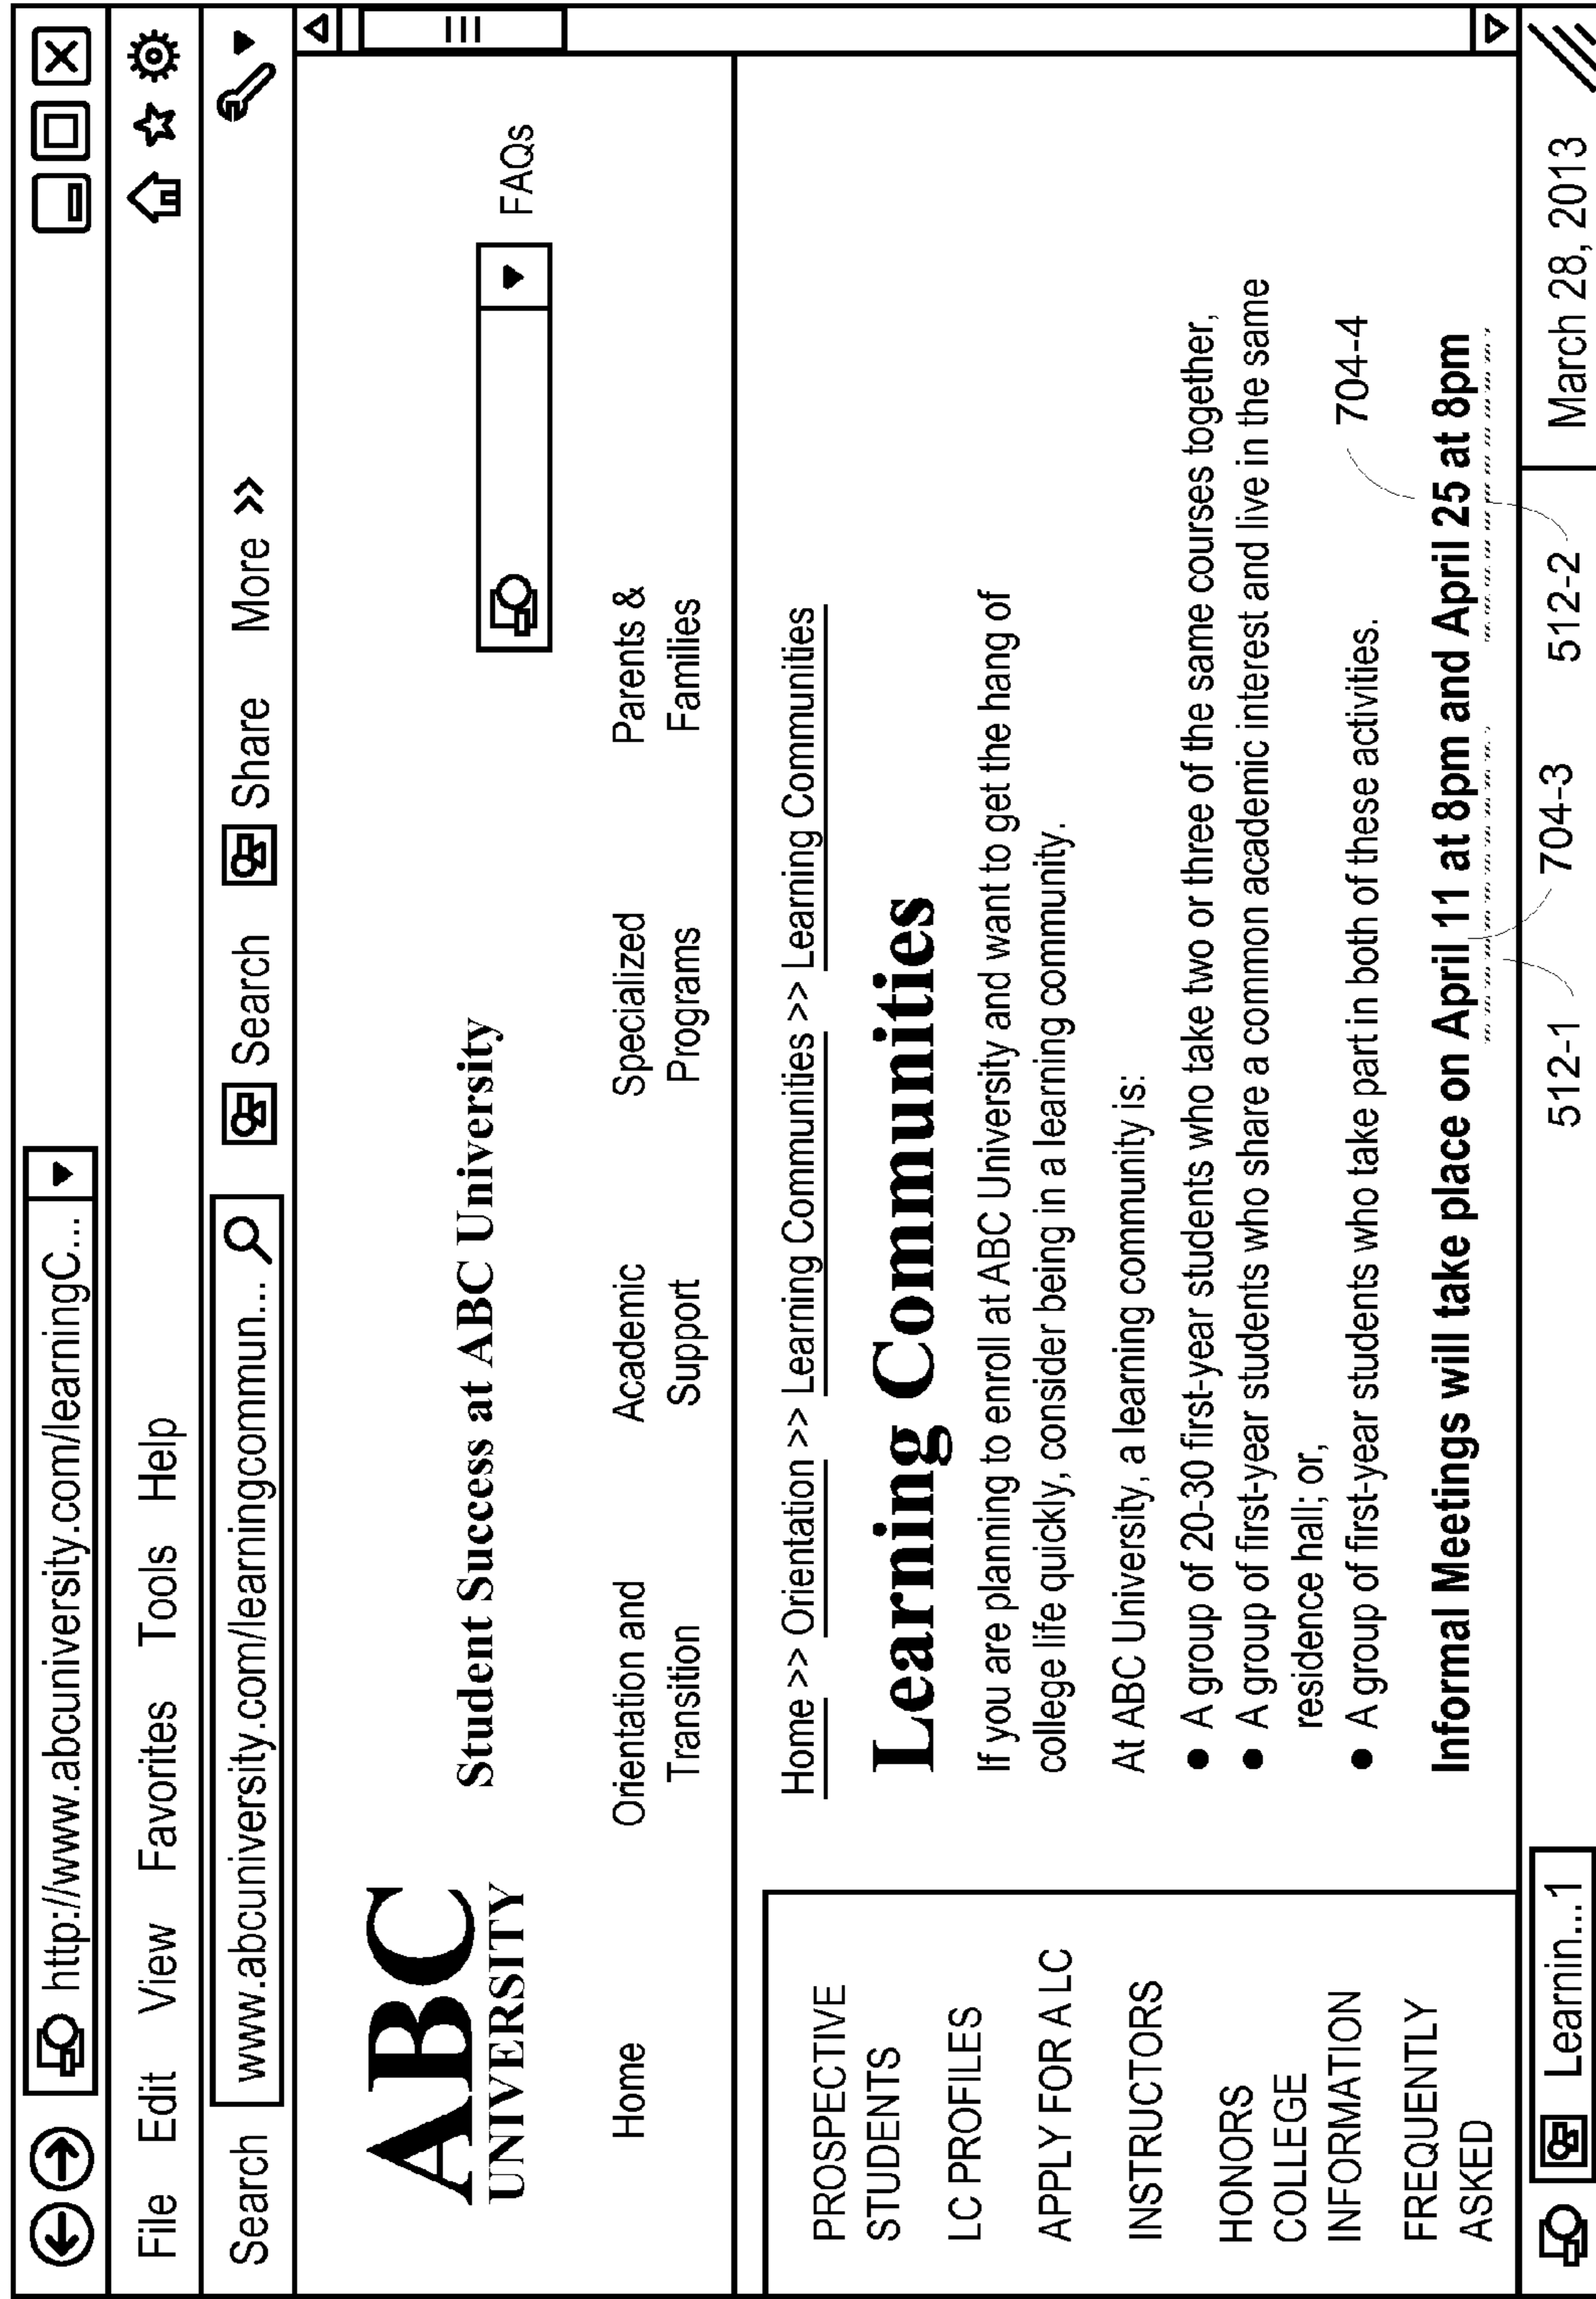 http://www.abcuniversity.com/learningC...
File Edit View Favorites Tools Help
Search www.abcuniversity.com/learningcommun... Search Share More >>
ABC
UNIVERSITY
Student Success at ABC University
FAQs
Home
Orientation and
Transition
Academic
Support
Specialized
Programs
Parents &
Families
PROSPECTIVE
STUDENTS
LC PROFILES
APPLY FOR A LC
INSTRUCTORS
HONORS
COLLEGE
INFORMATION
FREQUENTLY
ASKED
Home >> Orientation >> Learning Communities >> Learning Communities
Learning Communities
If you are planning to enroll at ABC University and want to get the hang of
college life quickly, consider being in a learning community.
At ABC University, a learning community is:
● A group of 20-30 first-year students who take two or three of the same courses together,
● A group of first-year students who share a common academic interest and live in the same
residence hall; or,
● A group of first-year students who take part in both of these activities.
704-4
Informal Meetings will take place on April 11 at 8pm and April 25 at 8pm
Learnin...1
512-1
704-3
512-2
March 28, 2013